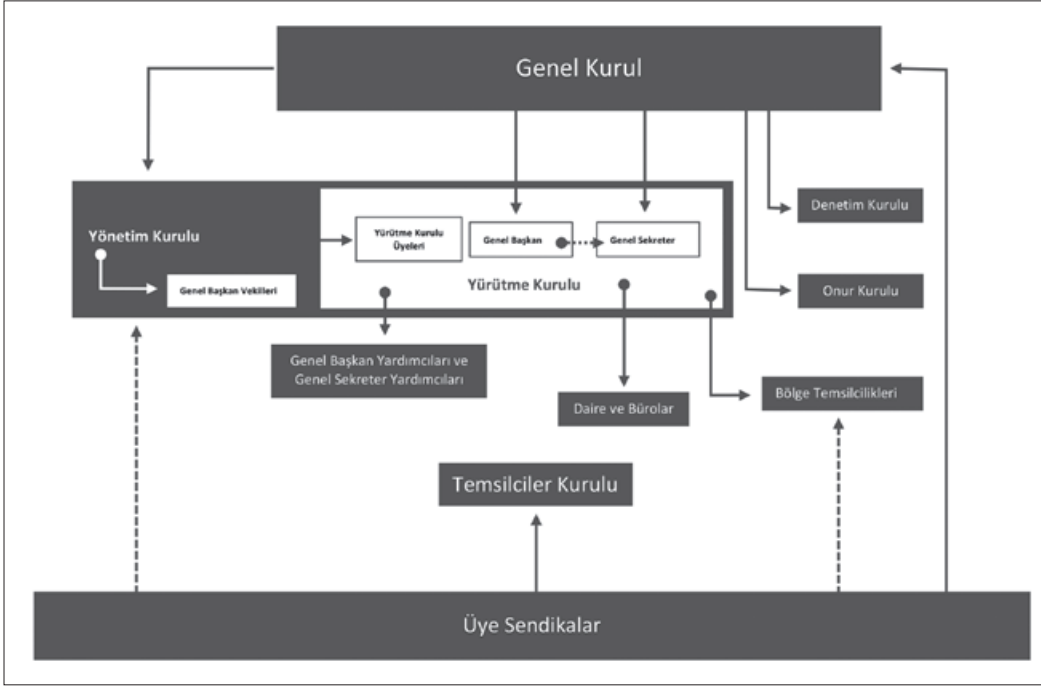 Genel Kurul
Denetim Kurulu
Yönetim Kurulu
Yürütme Kurulu
Üyeleri
Genel Başkan
Genel Sekreter
Genel Başkan Vekilleri
Yürütme Kurulu
Onur Kurulu
Genel Başkan Yardımcıları ve
Genel Sekreter Yardımcıları
Daire ve Bürolar
Bölge Temsilcilikleri
Temsilciler Kurulu
Üye Sendikalar